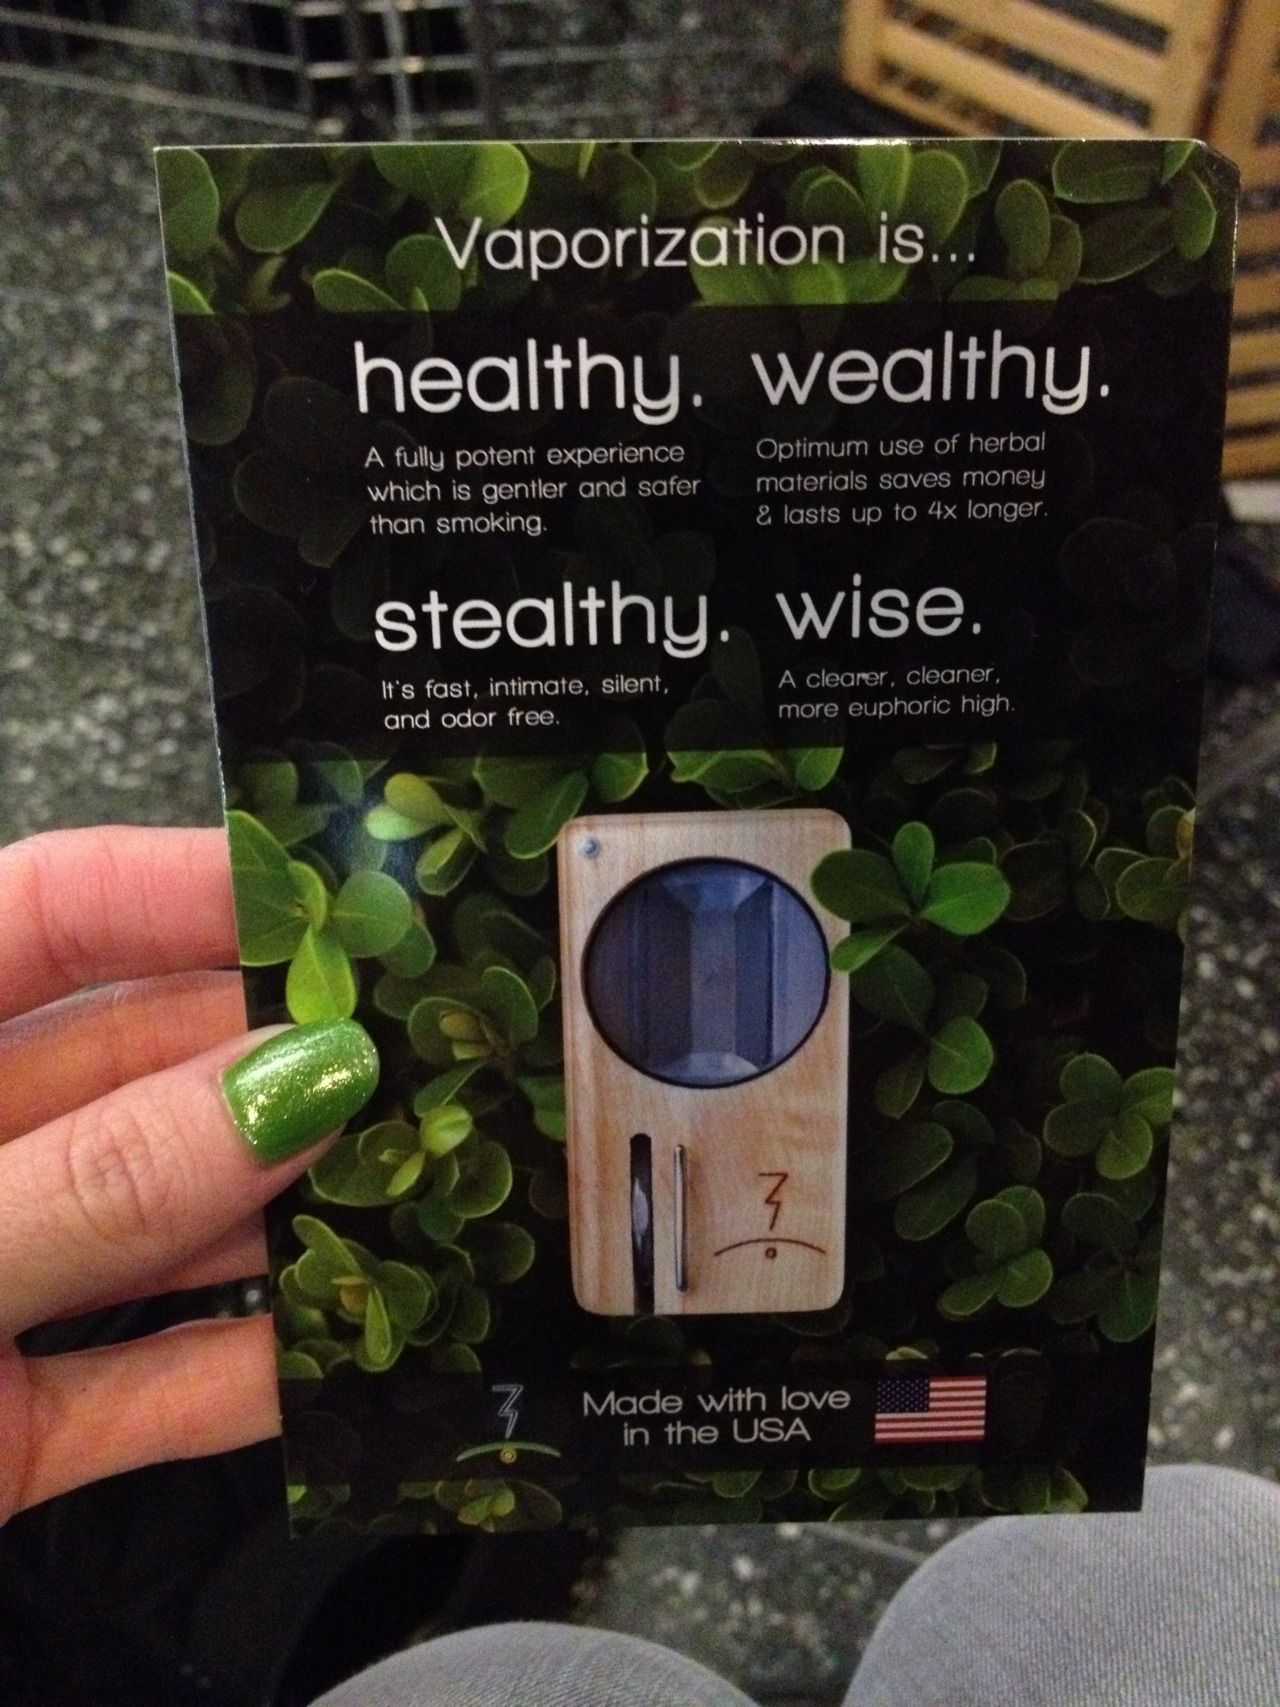 Vaporization is...
healthy.
A fully potent experience
which is gentler and safer
than smoking.
wealthy.
Optimum use of herbal
materials saves money
& lasts up to 4x longer.
stealthy.
It's fast, intimate, silent,
and odor free.
wise.
A clearer, cleaner,
more euphoric high.
Made with love
in the USA